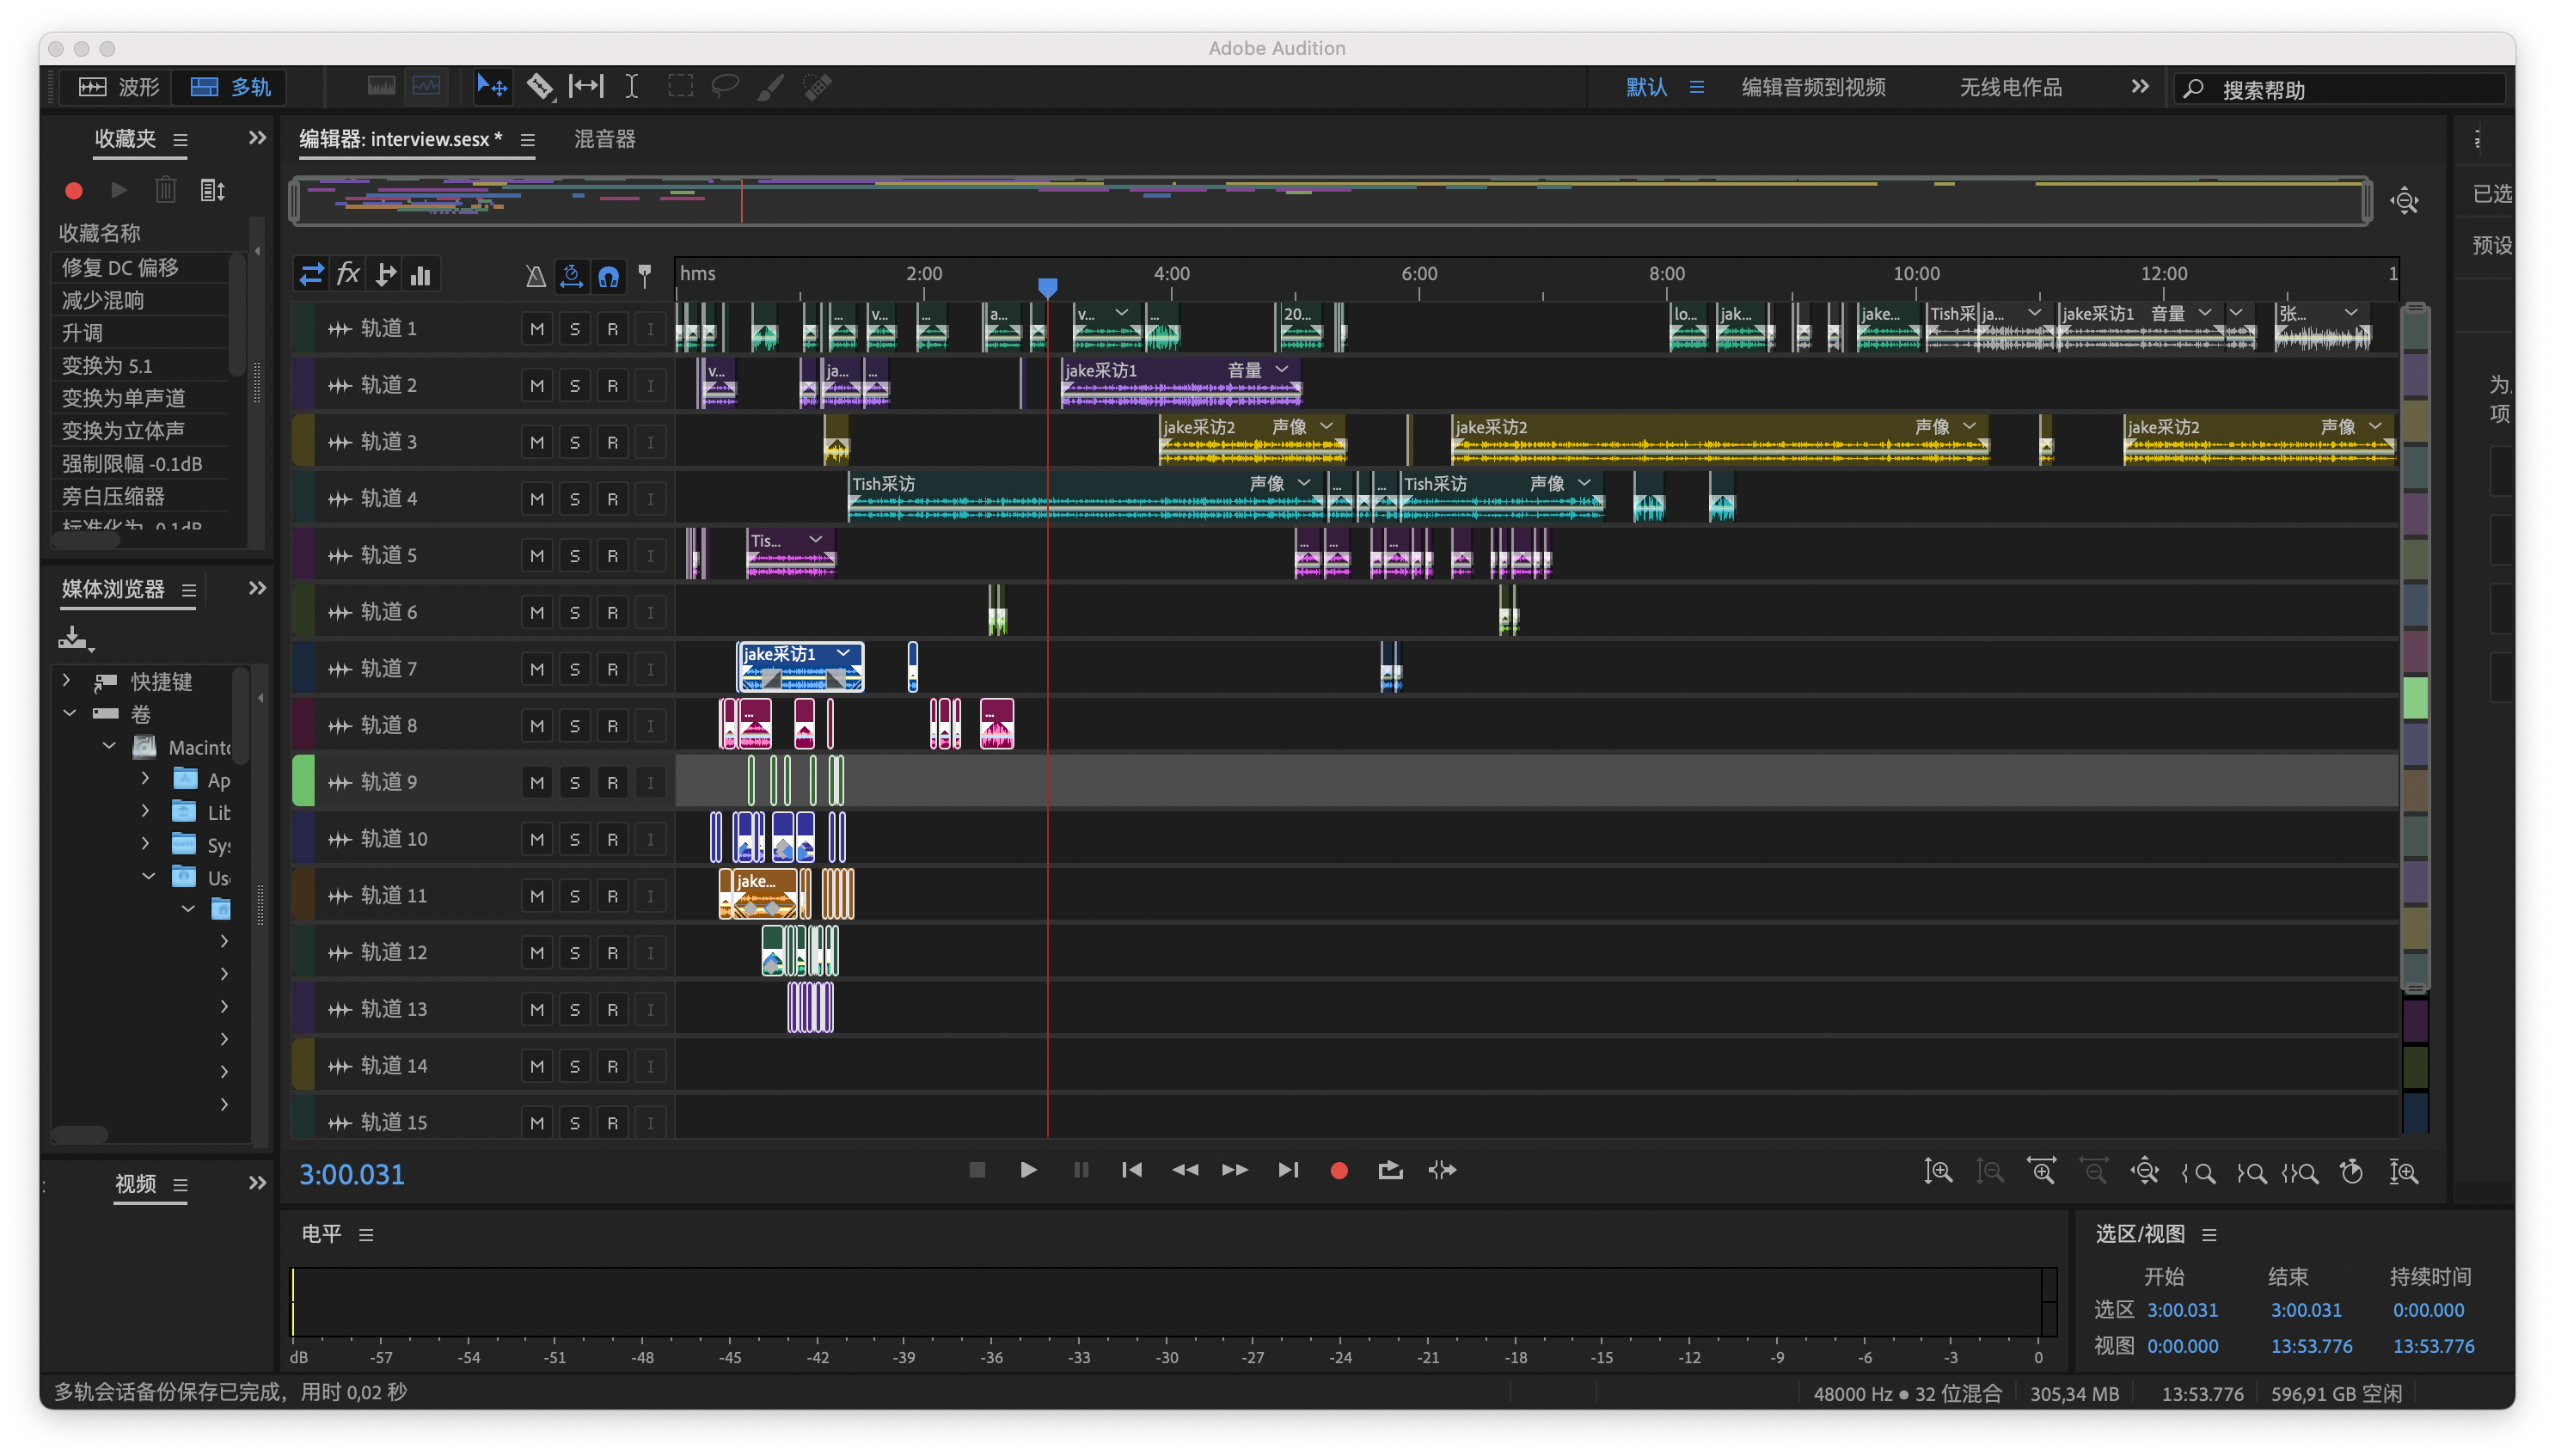 Adobe Audition
波形
多轨
默认
编辑音频到视频
无线电作品
搜索帮助
收藏夹
收藏名称
修复 DC 偏移
减少混响
升调
变换为 5.1
变换为单声道
变换为立体声
强制限幅 -0.1dB
旁白压缩器
标准化为 -0.1dB
媒体浏览器
快捷键
卷
Macint
Ap
Lib
Sys
Use
视频
编辑器: interview.sesx *
混音器
fx
hms 2:00 4:00 6:00 8:00 10:00 12:00 1
轨道 1 M S R I
... v... ... a... v... ... 20... lo... jak... jake... Tish采 ja... jake采访1 音量 张...
轨道 2 M S R I
v... ja... ... jake采访1 音量
轨道 3 M S R I
jake采访2 声像 jake采访2 声像 jake采访2 声像
轨道 4 M S R I
Tish采访 声像 ... ... Tish采访 声像
轨道 5 M S R I
Tis... ... ... ...
轨道 6 M S R I
轨道 7 M S R I
jake采访1
轨道 8 M S R I
... ...
轨道 9 M S R I
轨道 10 M S R I
轨道 11 M S R I
jake...
轨道 12 M S R I
轨道 13 M S R I
轨道 14 M S R I
轨道 15 M S R I
3:00.031
电平
dB -57 -54 -51 -48 -45 -42 -39 -36 -33 -30 -27 -24 -21 -18 -15 -12 -9 -6 -3 0
已选
预设
为
项
选区/视图
开始 结束 持续时间
选区 3:00.031 3:00.031 0:00.000
视图 0:00.000 13:53.776 13:53.776
多轨会话备份保存已完成，用时 0,02 秒
48000 Hz ● 32 位混合 305,34 MB 13:53.776 596,91 GB 空闲